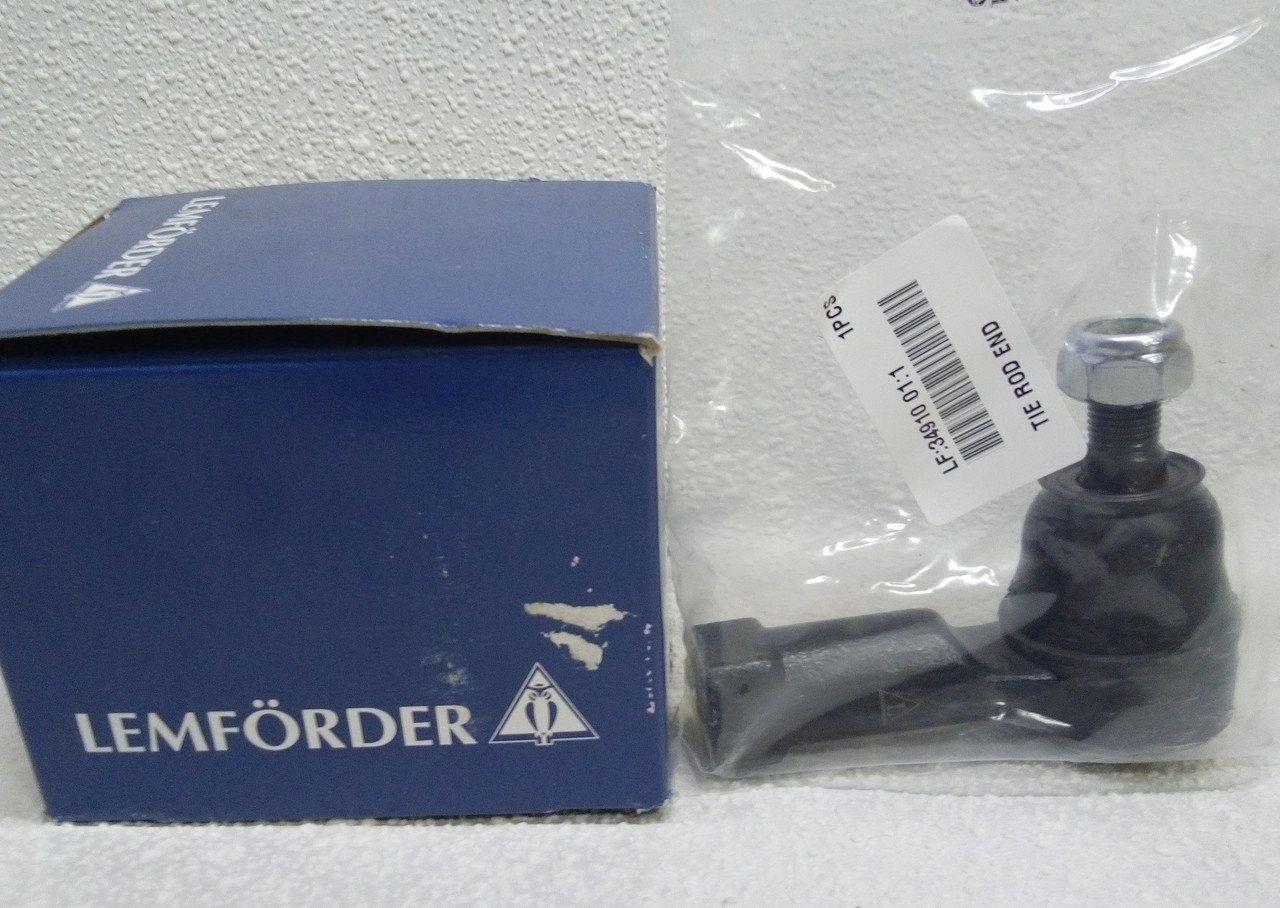 LEMFÖRDER
LEMFÖRDER
1PCS
LF:34910 01:1
TIE ROD END